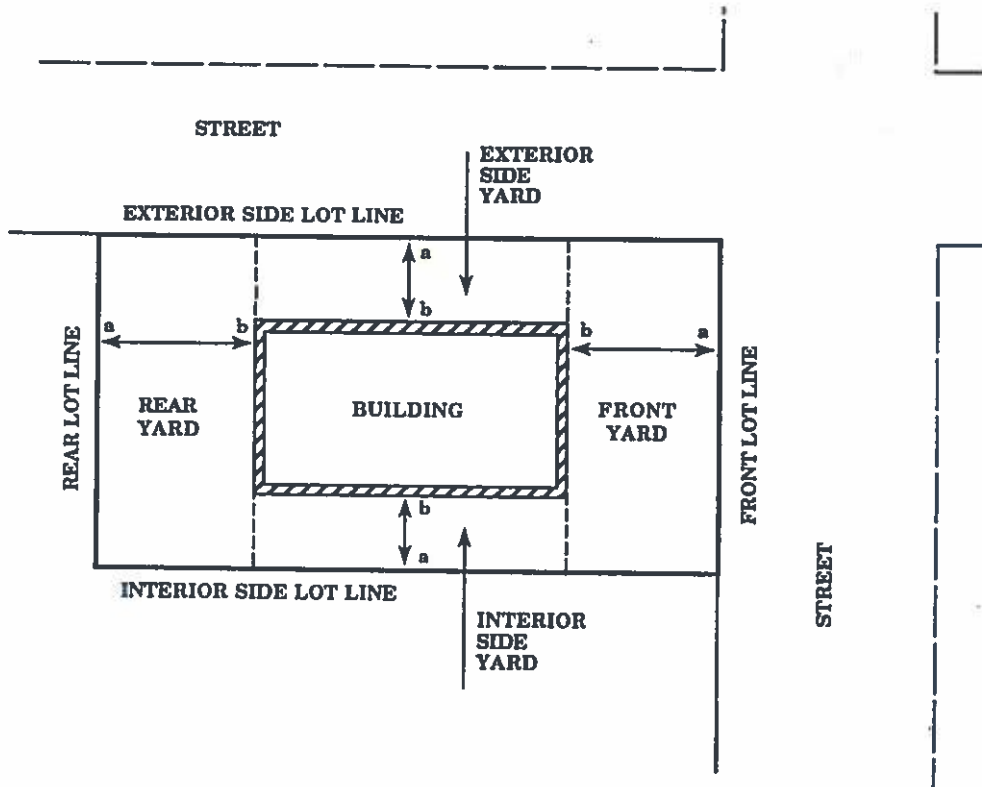 STREET
EXTERIOR
SIDE
YARD
EXTERIOR SIDE LOT LINE
a
b
a
b
b
a
REAR LOT LINE
REAR
YARD
BUILDING
FRONT
YARD
FRONT LOT LINE
b
a
INTERIOR SIDE LOT LINE
INTERIOR
SIDE
YARD
STREET